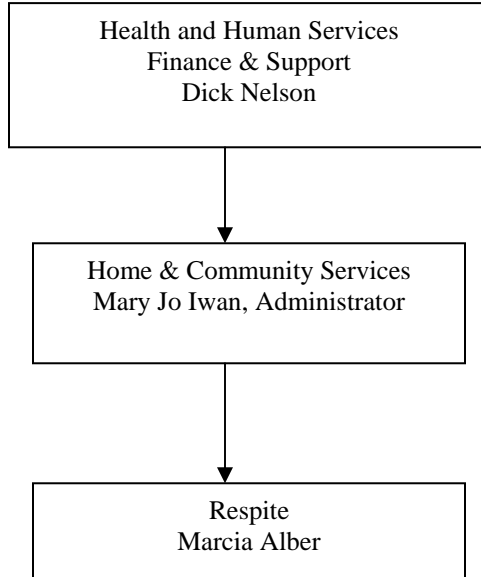 Health and Human Services
Finance & Support
Dick Nelson
Home & Community Services
Mary Jo Iwan, Administrator
Respite
Marcia Alber